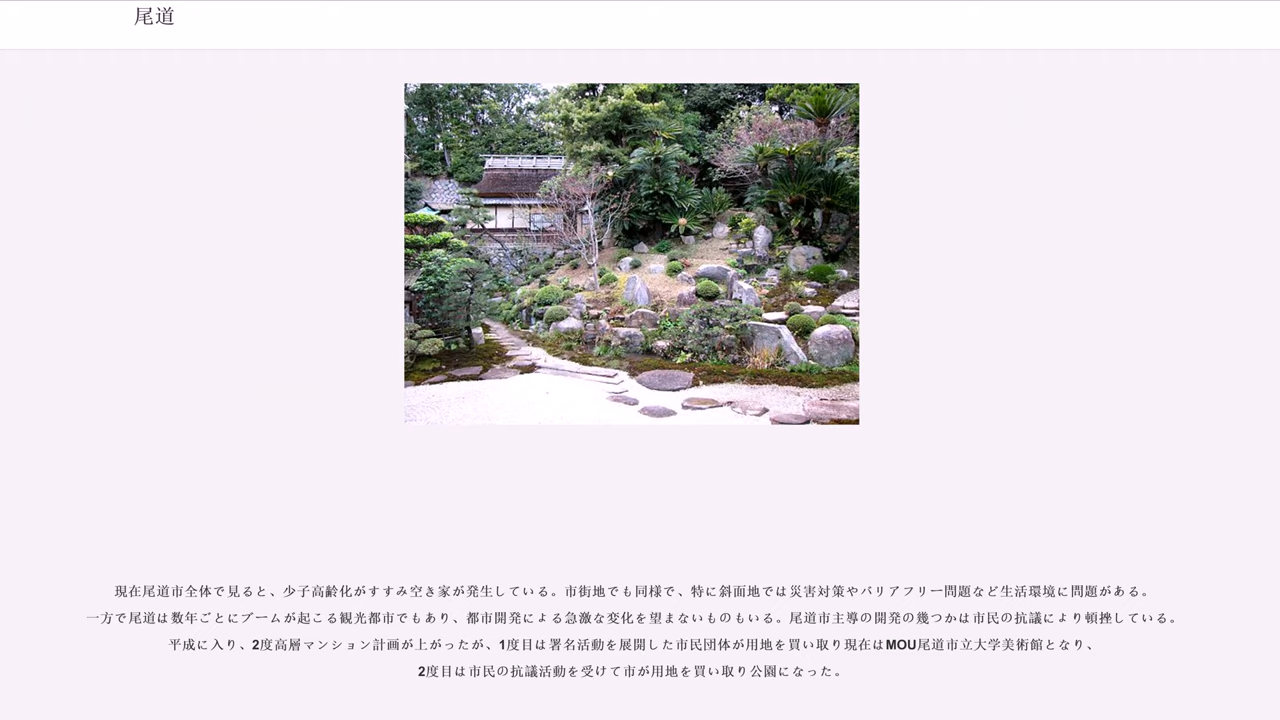 尾道
現在尾道市全体で見ると、少子高齢化がすすみ空き家が発生している。市街地でも同様で、特に斜面地では災害対策やバリアフリー問題など生活環境に問題がある。
一方で尾道は数年ごとにブームが起こる観光都市でもあり、都市開発による急激な変化を望まないものもいる。尾道市主導の開発の幾つかは市民の抗議により頓挫している。
平成に入り、2度高層マンション計画が上がったが、1度目は署名活動を展開した市民団体が用地を買い取り現在はMOU尾道市立大学美術館となり、
2度目は市民の抗議活動を受けて市が用地を買い取り公園になった。